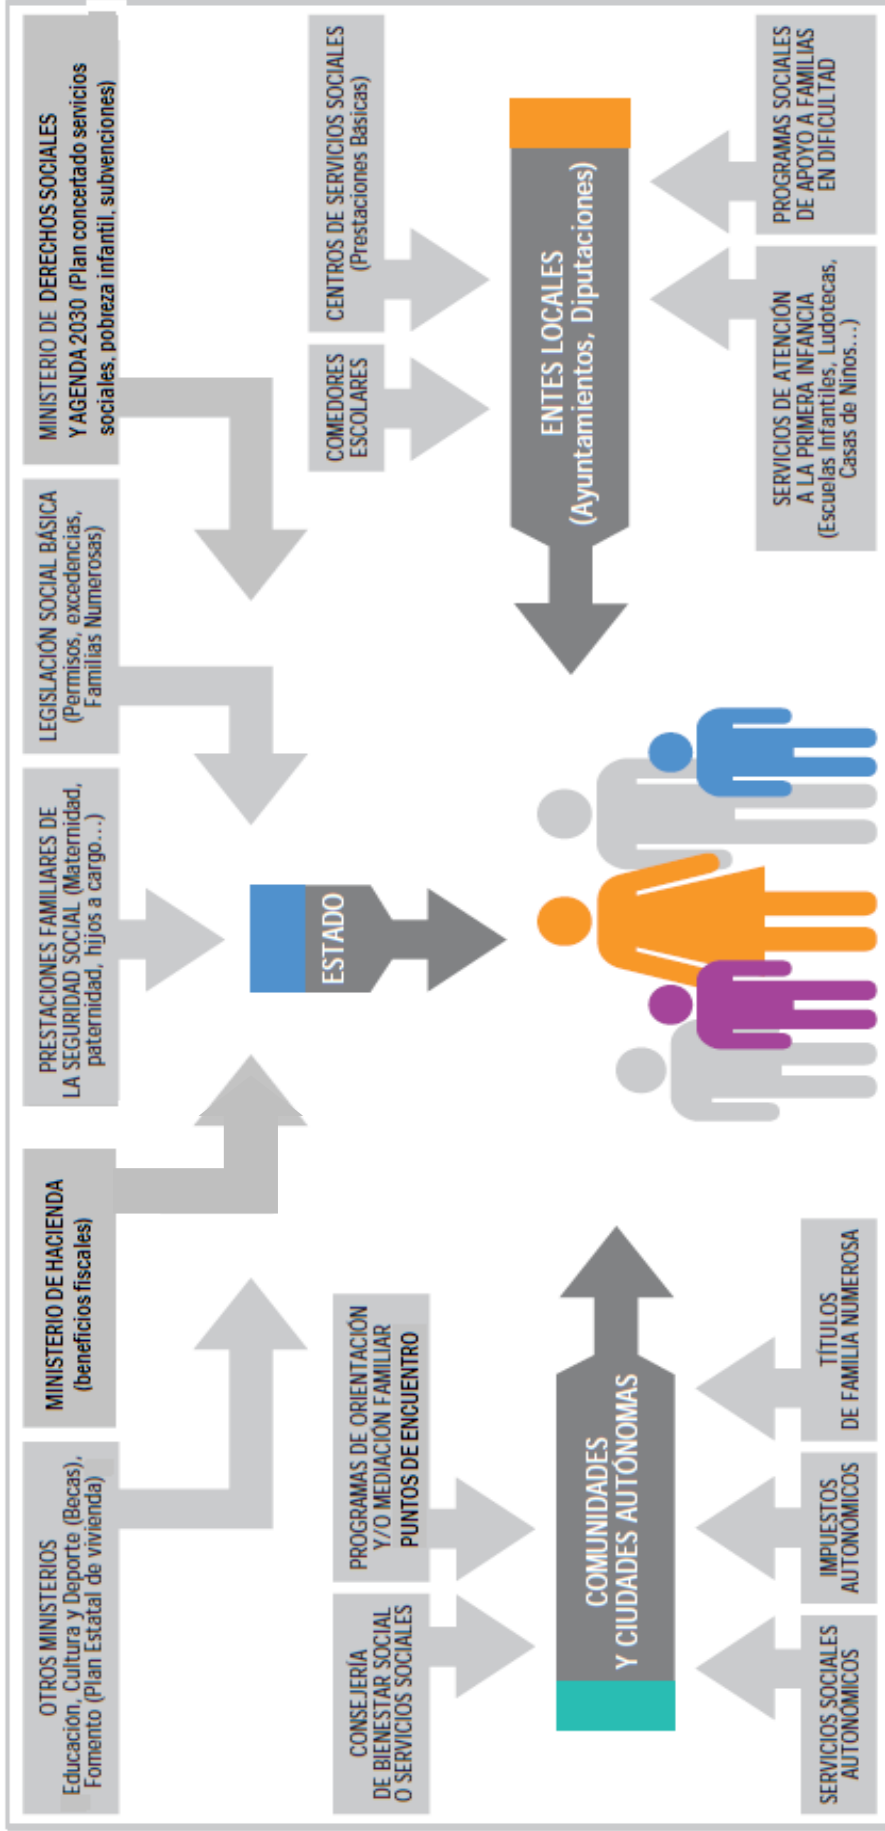 OTROS MINISTERIOS
Educación, Cultura y Deporte (Becas),
Fomento (Plan Estatal de vivienda)
MINISTERIO DE HACIENDA
(beneficios fiscales)
PRESTACIONES FAMILIARES DE
LA SEGURIDAD SOCIAL (Maternidad,
paternidad, hijos a cargo...)
LEGISLACIÓN SOCIAL BÁSICA
(Permisos, excedencias,
Familias Numerosas)
MINISTERIO DE DERECHOS SOCIALES
Y AGENDA 2030 (Plan concertado servicios
sociales, pobreza infantil, subvenciones)
ESTADO
CONSEJERÍA
DE BIENESTAR SOCIAL
O SERVICIOS SOCIALES
PROGRAMAS DE ORIENTACIÓN
Y/O MEDIACIÓN FAMILIAR
PUNTOS DE ENCUENTRO
COMEDORES
ESCOLARES
CENTROS DE SERVICIOS SOCIALES
(Prestaciones Basicas)
COMUNIDADES
Y CIUDADES AUTÓNOMAS
ENTES LOCALES
(Ayuntamientos, Diputaciones)
SERVICIOS SOCIALES
AUTONÓMICOS
IMPUESTOS
AUTONÓMICOS
TÍTULOS
DE FAMILIA NUMEROSA
SERVICIOS DE ATENCIÓN
A LA PRIMERA INFANCIA
(Escuelas Infantiles, Ludotecas,
Casas de Niños...)
PROGRAMAS SOCIALES
DE APOYO A FAMILIAS
EN DIFICULTAD